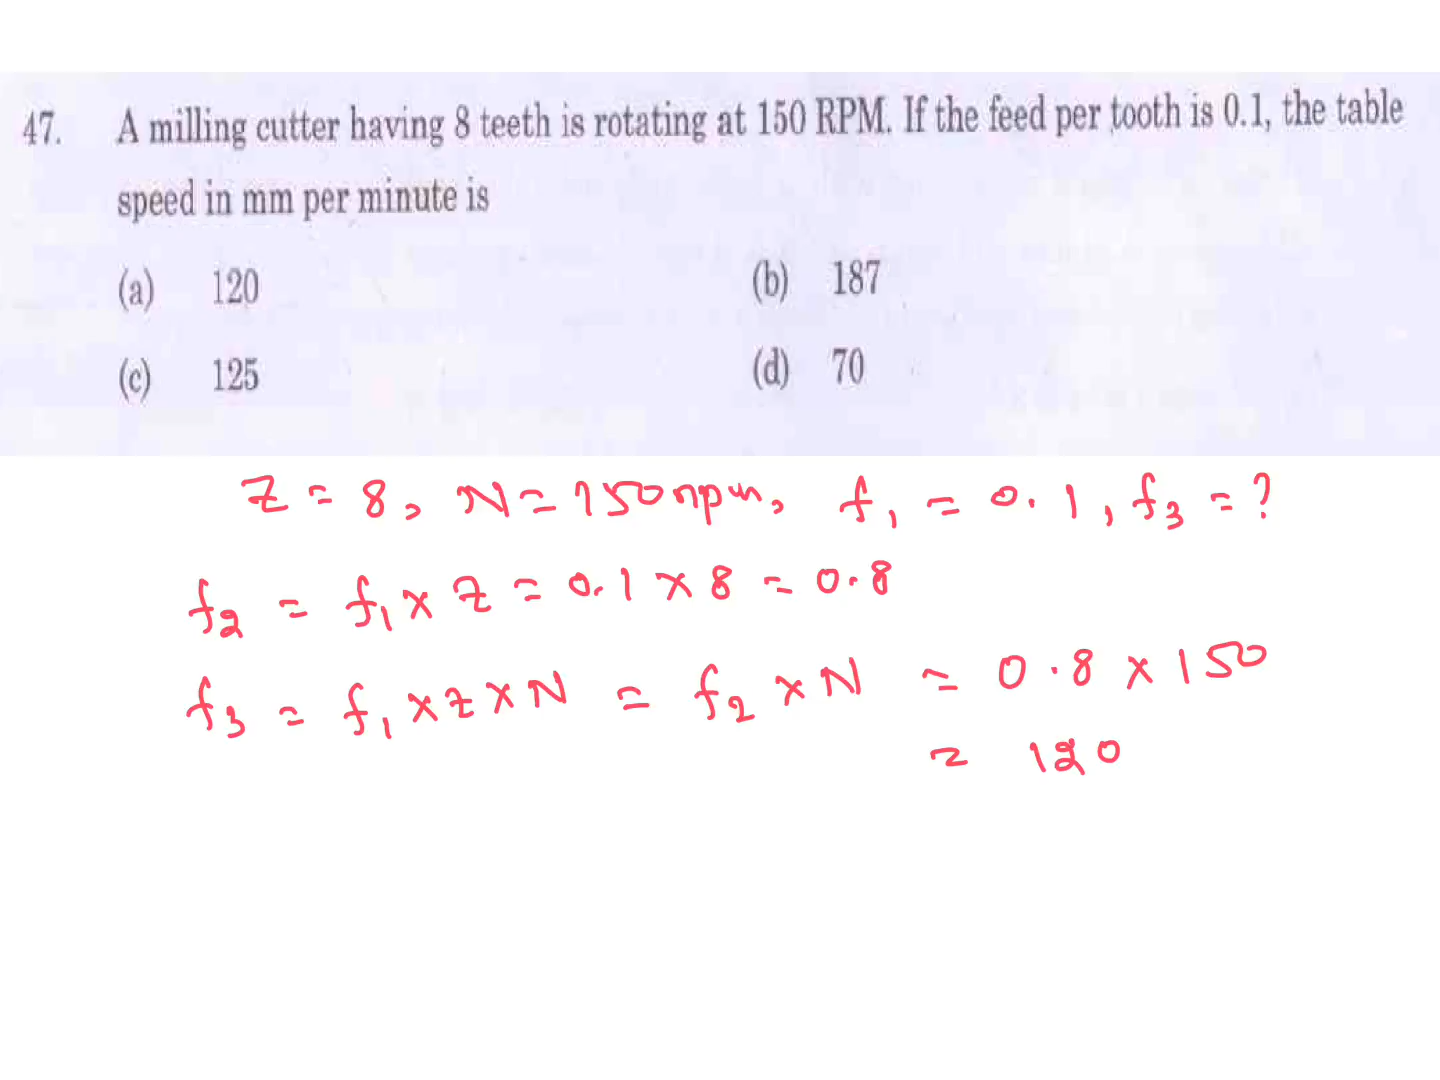 47. A milling cutter having 8 teeth is rotating at 150 RPM. If the feed per tooth is 0.1, the table
speed in mm per minute is
(a) 120 (b) 187
(c) 125 (d) 70
Z = 8, N = 150 rpm, f₁ = 0.1, f₃ = ?
f₂ = f₁ × Z = 0.1 × 8 = 0.8
f₃ = f₁ × Z × N = f₂ × N = 0.8 × 150
= 120